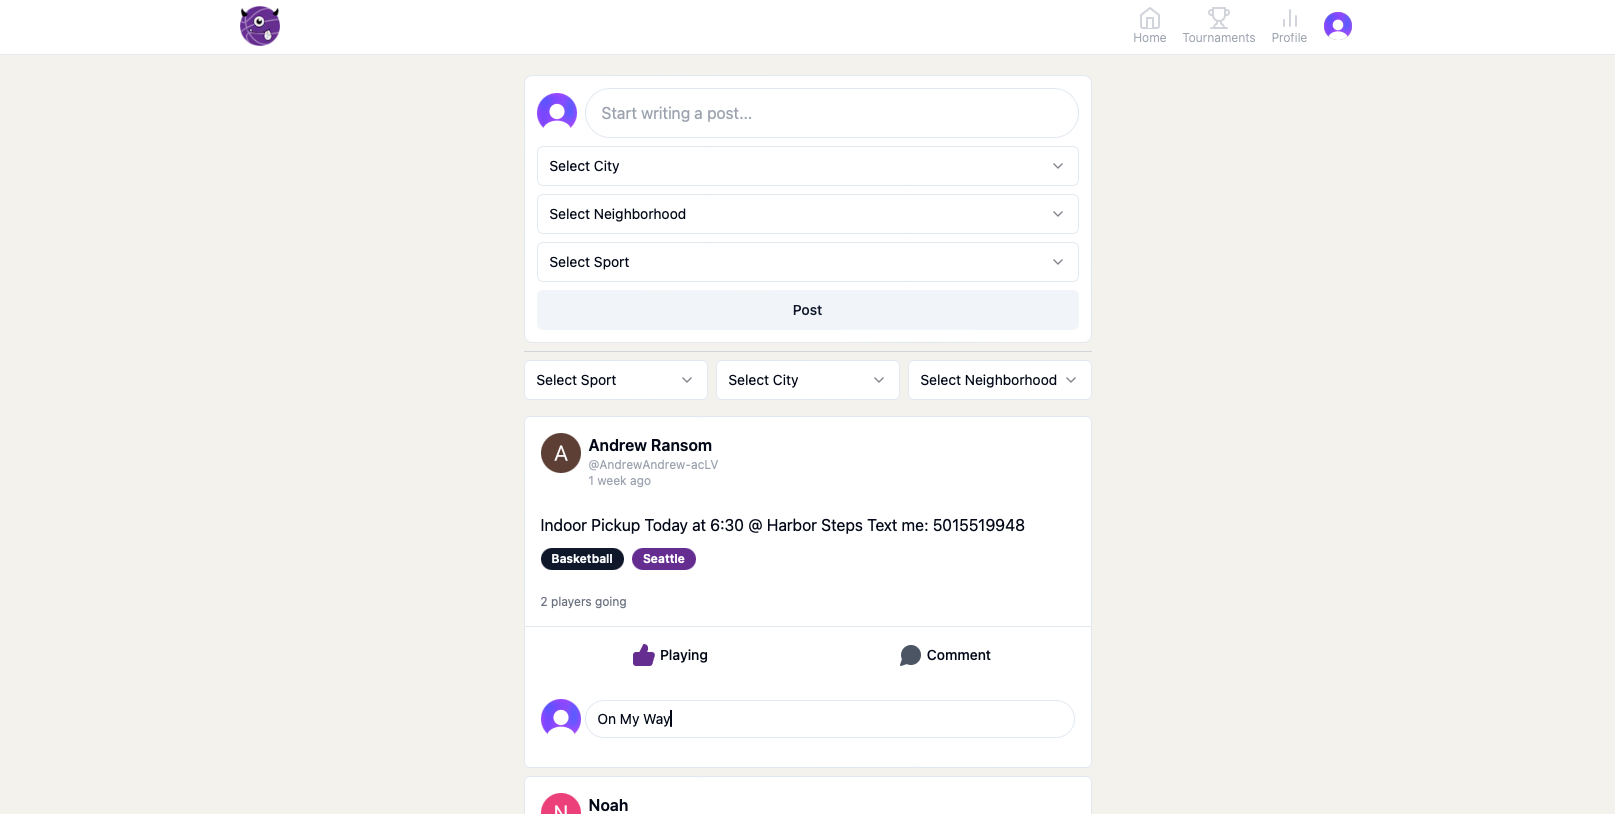 Home Tournaments Profile
Start writing a post...
Select City
Select Neighborhood
Select Sport
Post
Select Sport Select City Select Neighborhood
A
Andrew Ransom
@AndrewAndrew-acLV
1 week ago
Indoor Pickup Today at 6:30 @ Harbor Steps Text me: 5015519948
Basketball Seattle
2 players going
Playing Comment
On My Way
N
Noah